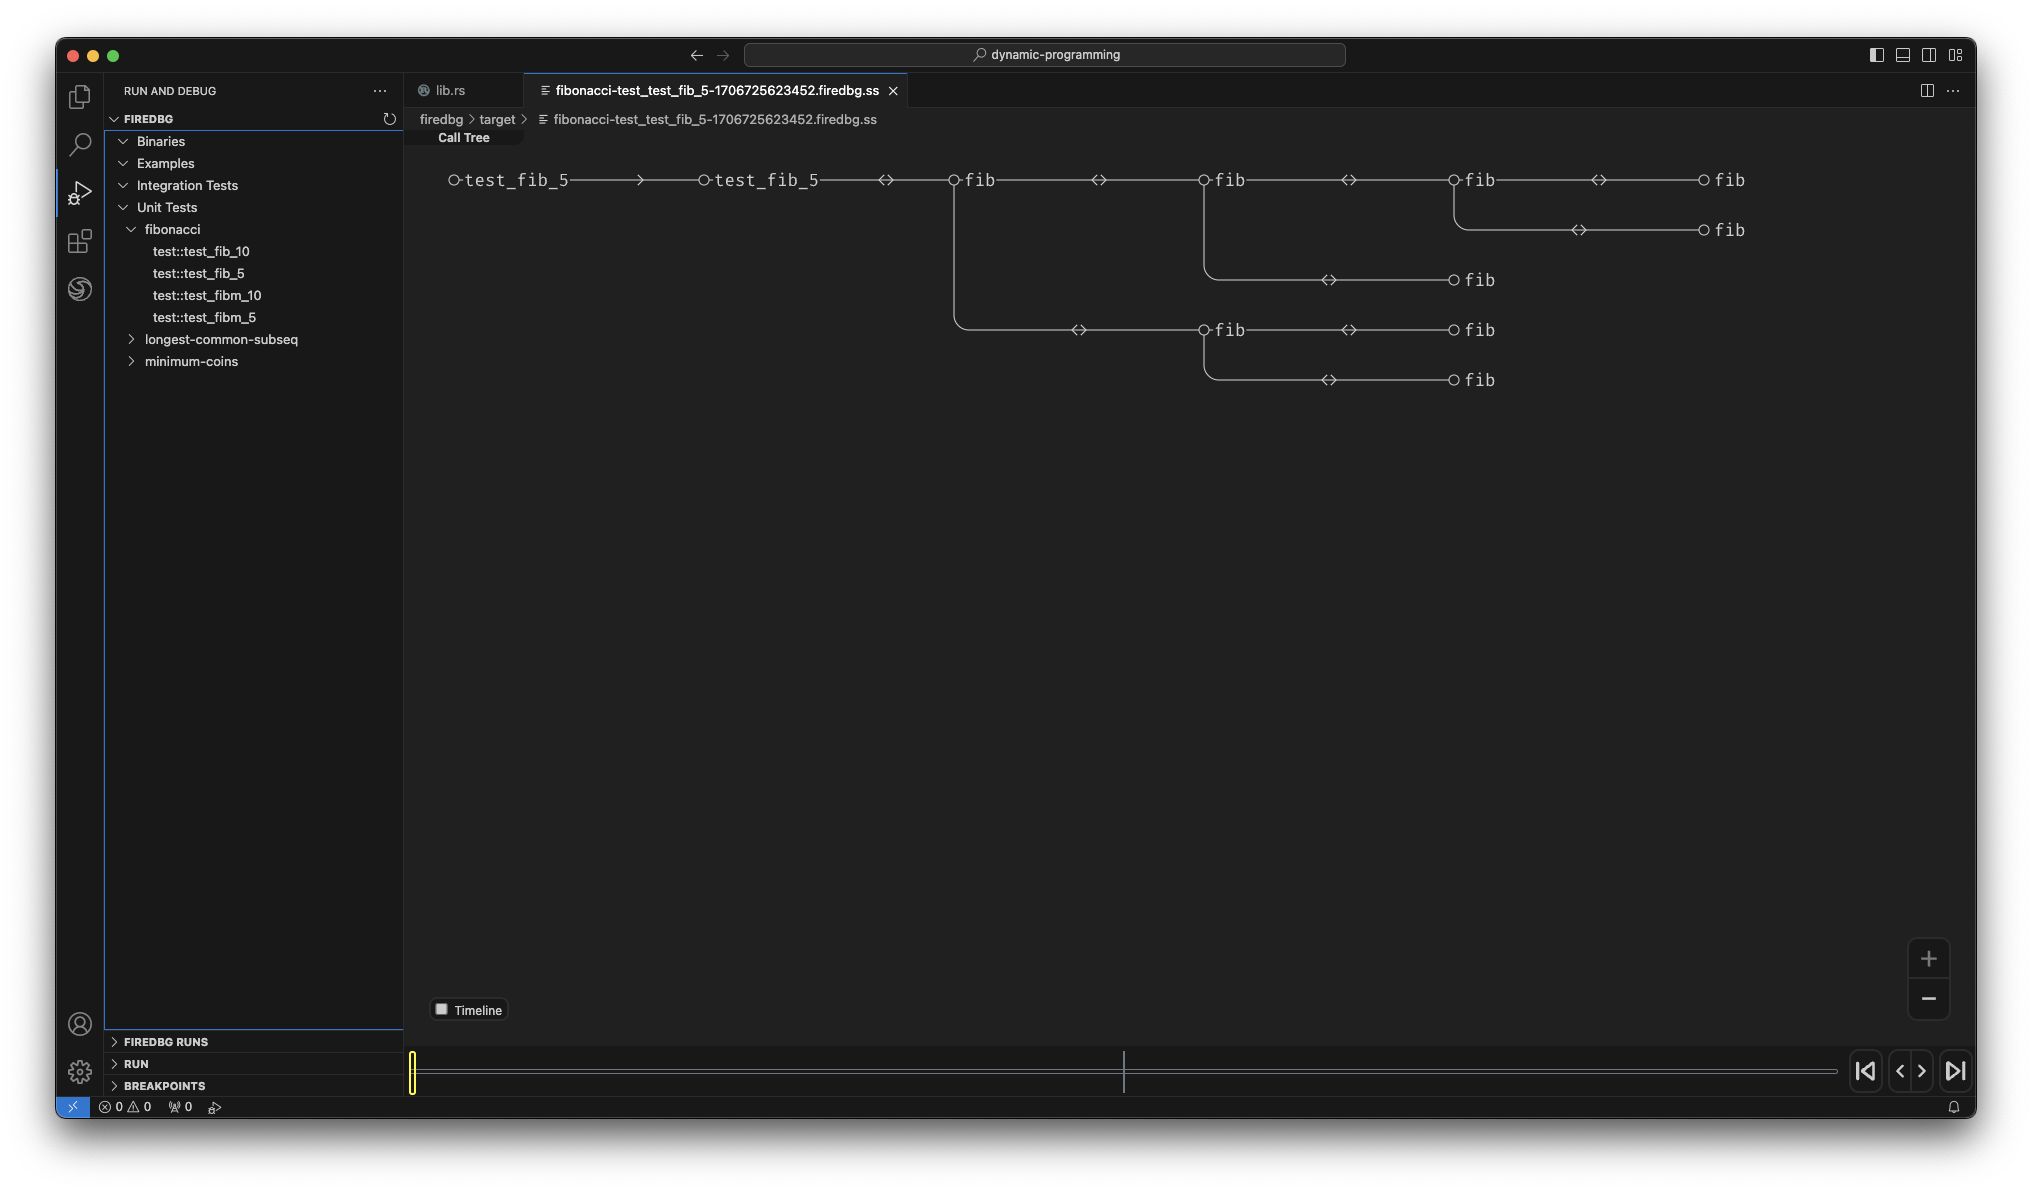 dynamic-programming
RUN AND DEBUG
lib.rs
fibonacci-test_test_fib_5-1706725623452.firedbg.ss
FIREDBG
firedbg > target > fibonacci-test_test_fib_5-1706725623452.firedbg.ss
Binaries
Examples
Integration Tests
Unit Tests
fibonacci
test::test_fib_10
test::test_fib_5
test::test_fibm_10
test::test_fibm_5
longest-common-subseq
minimum-coins
Call Tree
test_fib_5 test_fib_5 fib fib fib fib
fib
fib
fib fib
fib
Timeline
FIREDBG RUNS
RUN
BREAKPOINTS
0 0 0